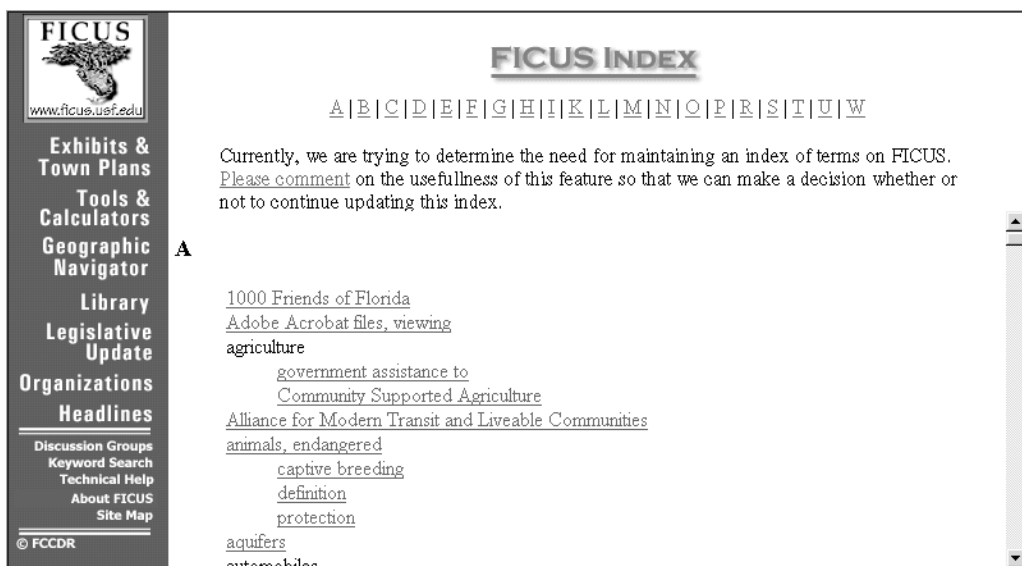 FICUS
www.ficus.usf.edu
Exhibits &
Town Plans
Tools &
Calculators
Geographic
Navigator
Library
Legislative
Update
Organizations
Headlines
Discussion Groups
Keyword Search
Technical Help
About FICUS
Site Map
© FCCDR
FICUS INDEX
A|B|C|D|E|F|G|H|I|K|L|M|N|O|P|R|S|T|U|W
Currently, we are trying to determine the need for maintaining an index of terms on FICUS.
Please comment on the usefullness of this feature so that we can make a decision whether or
not to continue updating this index.
A
1000 Friends of Florida
Adobe Acrobat files, viewing
agriculture
government assistance to
Community Supported Agriculture
Alliance for Modern Transit and Liveable Communities
animals, endangered
captive breeding
definition
protection
aquifers
automobiles